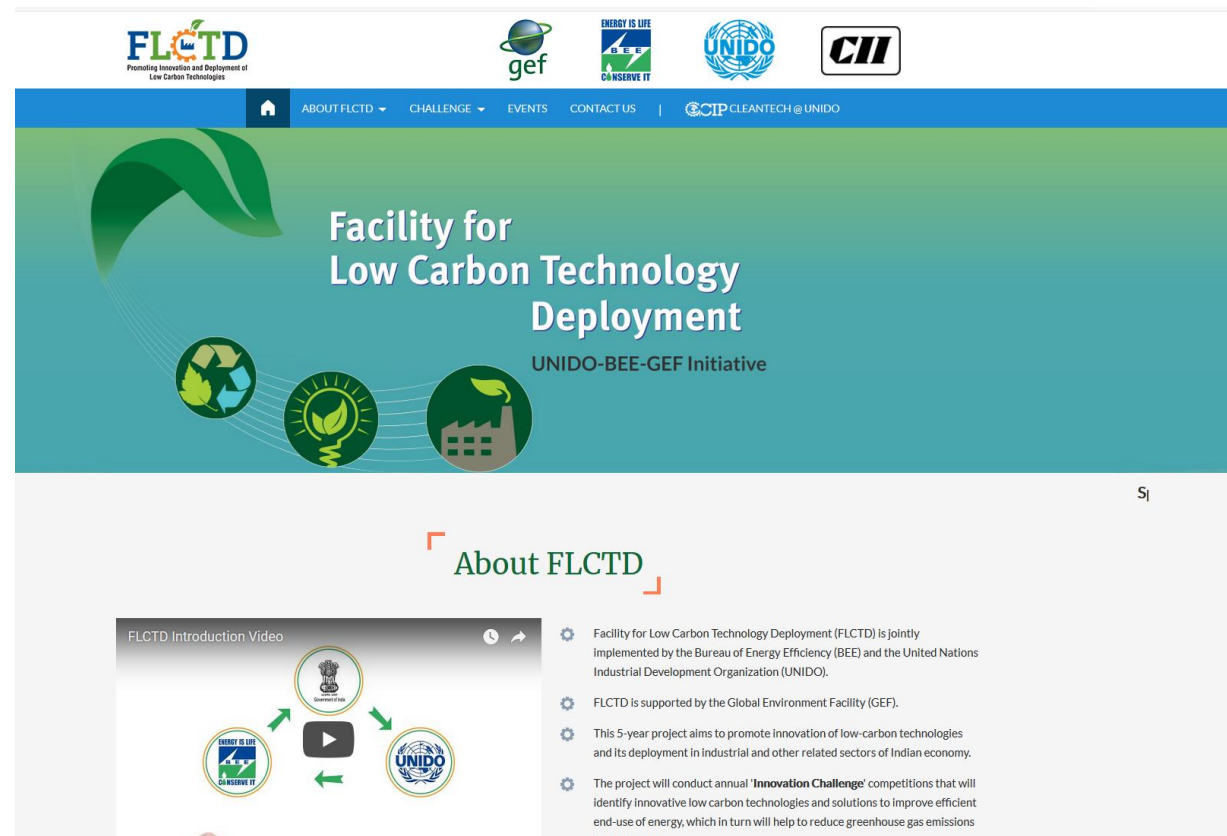 FLCTD
Promoting Innovation and Deployment of
Low Carbon Technologies
gef
ENERGY IS LIFE
BEE
CONSERVE IT
UNIDO
CII
ABOUT FLCTD
CHALLENGE
EVENTS
CONTACT US
|
GCIP CLEANTECH @ UNIDO
Facility for
Low Carbon Technology
Deployment
UNIDO-BEE-GEF Initiative
S|
About FLCTD
FLCTD Introduction Video
Government of India
ENERGY IS LIFE
BEE
CONSERVE IT
UNIDO
Facility for Low Carbon Technology Deployment (FLCTD) is jointly
implemented by the Bureau of Energy Efficiency (BEE) and the United Nations
Industrial Development Organization (UNIDO).
FLCTD is supported by the Global Environment Facility (GEF).
This 5-year project aims to promote innovation of low-carbon technologies
and its deployment in industrial and other related sectors of Indian economy.
The project will conduct annual 'Innovation Challenge' competitions that will
identify innovative low carbon technologies and solutions to improve efficient
end-use of energy, which in turn will help to reduce greenhouse gas emissions